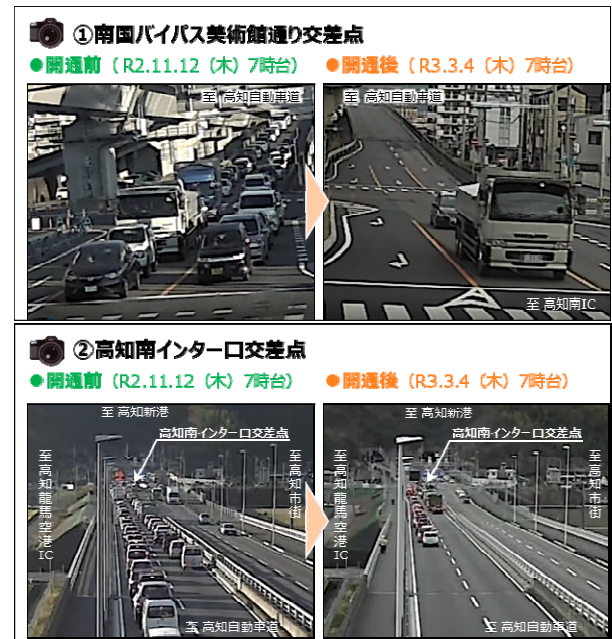 ①南国バイパス美術館通り交差点
●開通前（R2.11.12（木）7時台）
●開通後（R3.3.4（木）7時台）
至 高知自動車道
至 高知自動車道
至 高知南IC
②高知南インター口交差点
●開通前（R2.11.12（木）7時台）
●開通後（R3.3.4（木）7時台）
至 高知新港
高知南インター口交差点
至高知龍馬空港IC
至高知市街
至 高知自動車道
至 高知新港
高知南インター口交差点
至高知龍馬空港IC
至高知市街
至 高知自動車道